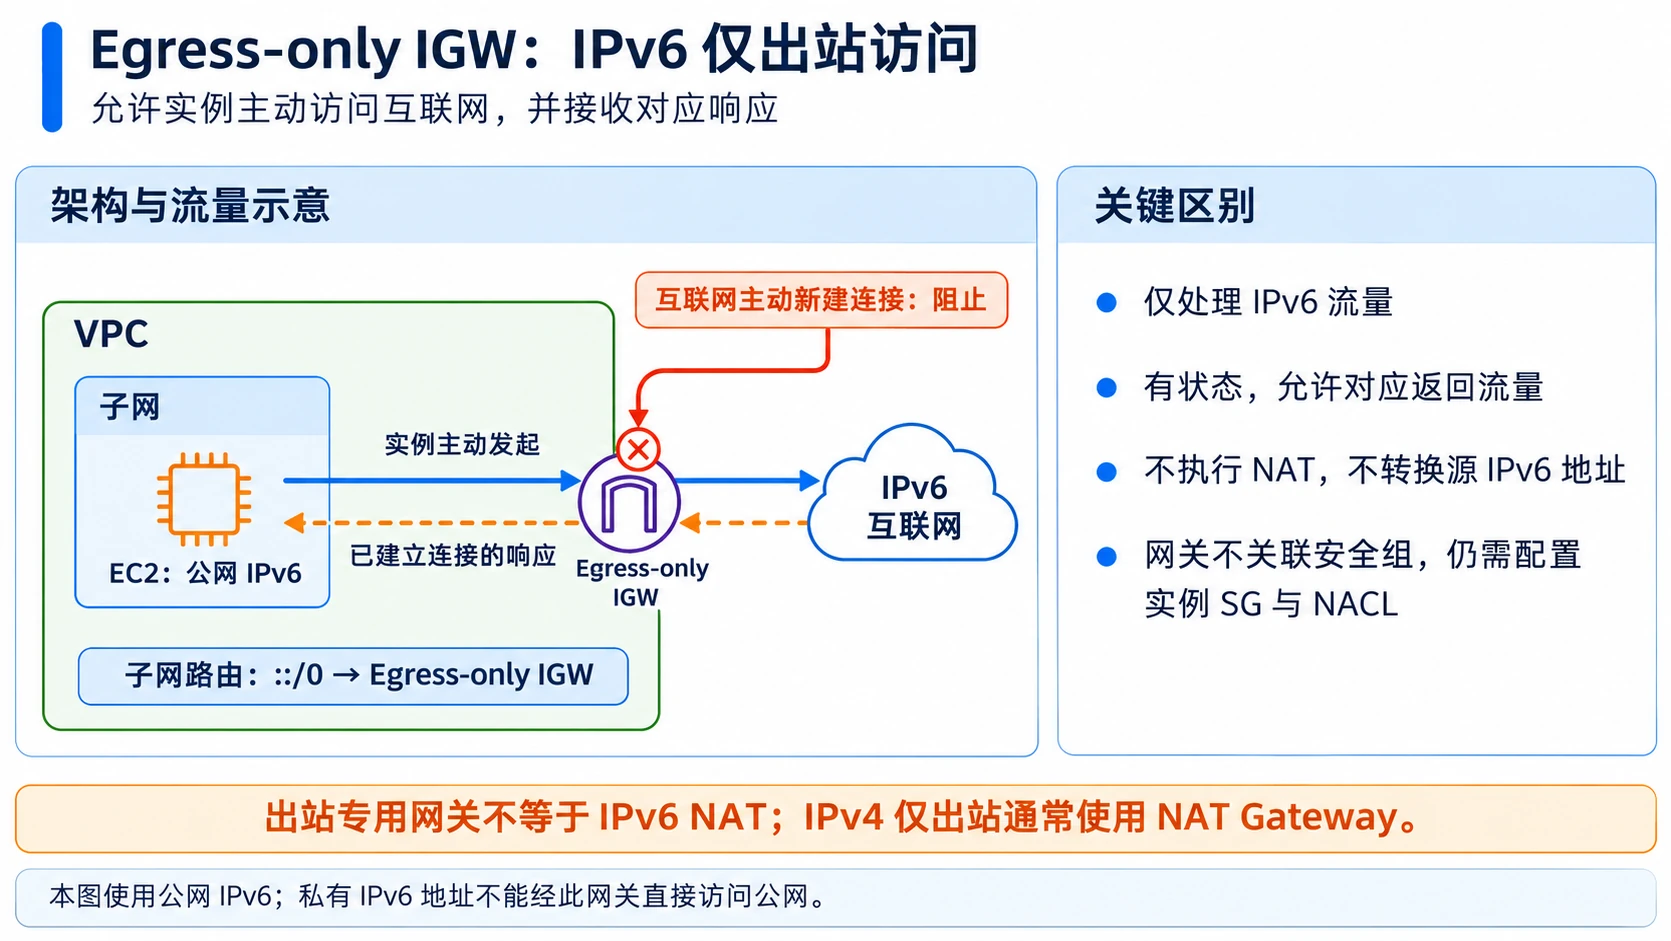 Egress-only IGW：IPv6 仅出站访问
允许实例主动访问互联网，并接收对应响应
架构与流量示意
互联网主动新建连接：阻止
VPC
子网
实例主动发起
IPv6
互联网
已建立连接的响应
EC2：公网 IPv6
Egress-only
IGW
子网路由：::/0 → Egress-only IGW
关键区别
仅处理 IPv6 流量
有状态，允许对应返回流量
不执行 NAT，不转换源 IPv6 地址
网关不关联安全组，仍需配置
实例 SG 与 NACL
出站专用网关不等于 IPv6 NAT；IPv4 仅出站通常使用 NAT Gateway。
本图使用公网 IPv6；私有 IPv6 地址不能经此网关直接访问公网。